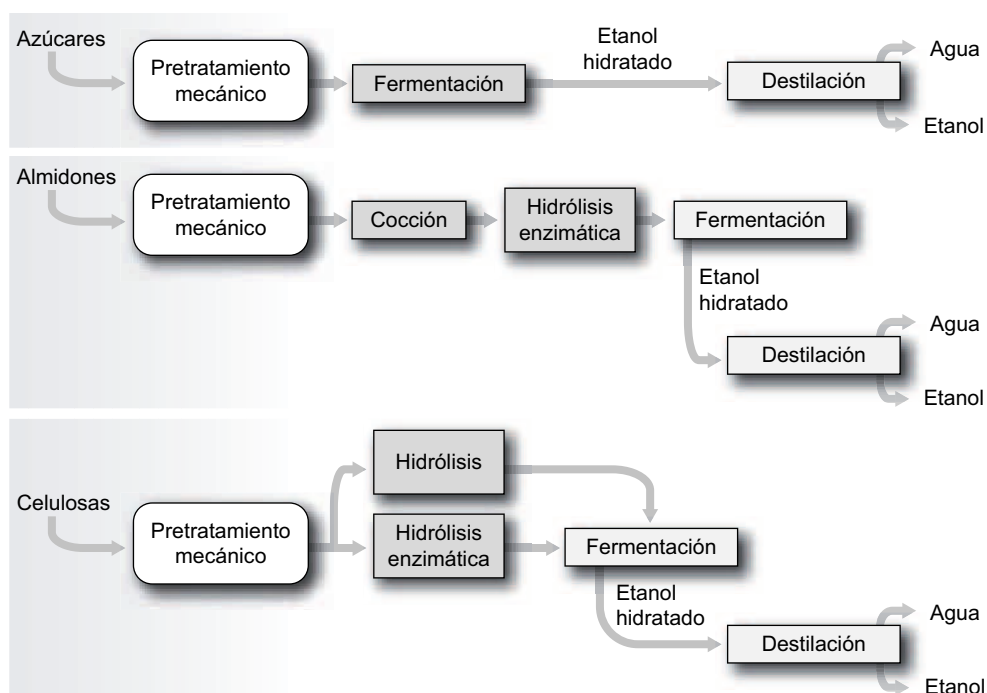 Azúcares
Pretratamiento
mecánico
Fermentación
Etanol
hidratado
Destilación
Agua
Etanol
Almidones
Pretratamiento
mecánico
Cocción
Hidrólisis
enzimática
Fermentación
Etanol
hidratado
Destilación
Agua
Etanol
Celulosas
Pretratamiento
mecánico
Hidrólisis
Hidrólisis
enzimática
Fermentación
Etanol
hidratado
Destilación
Agua
Etanol